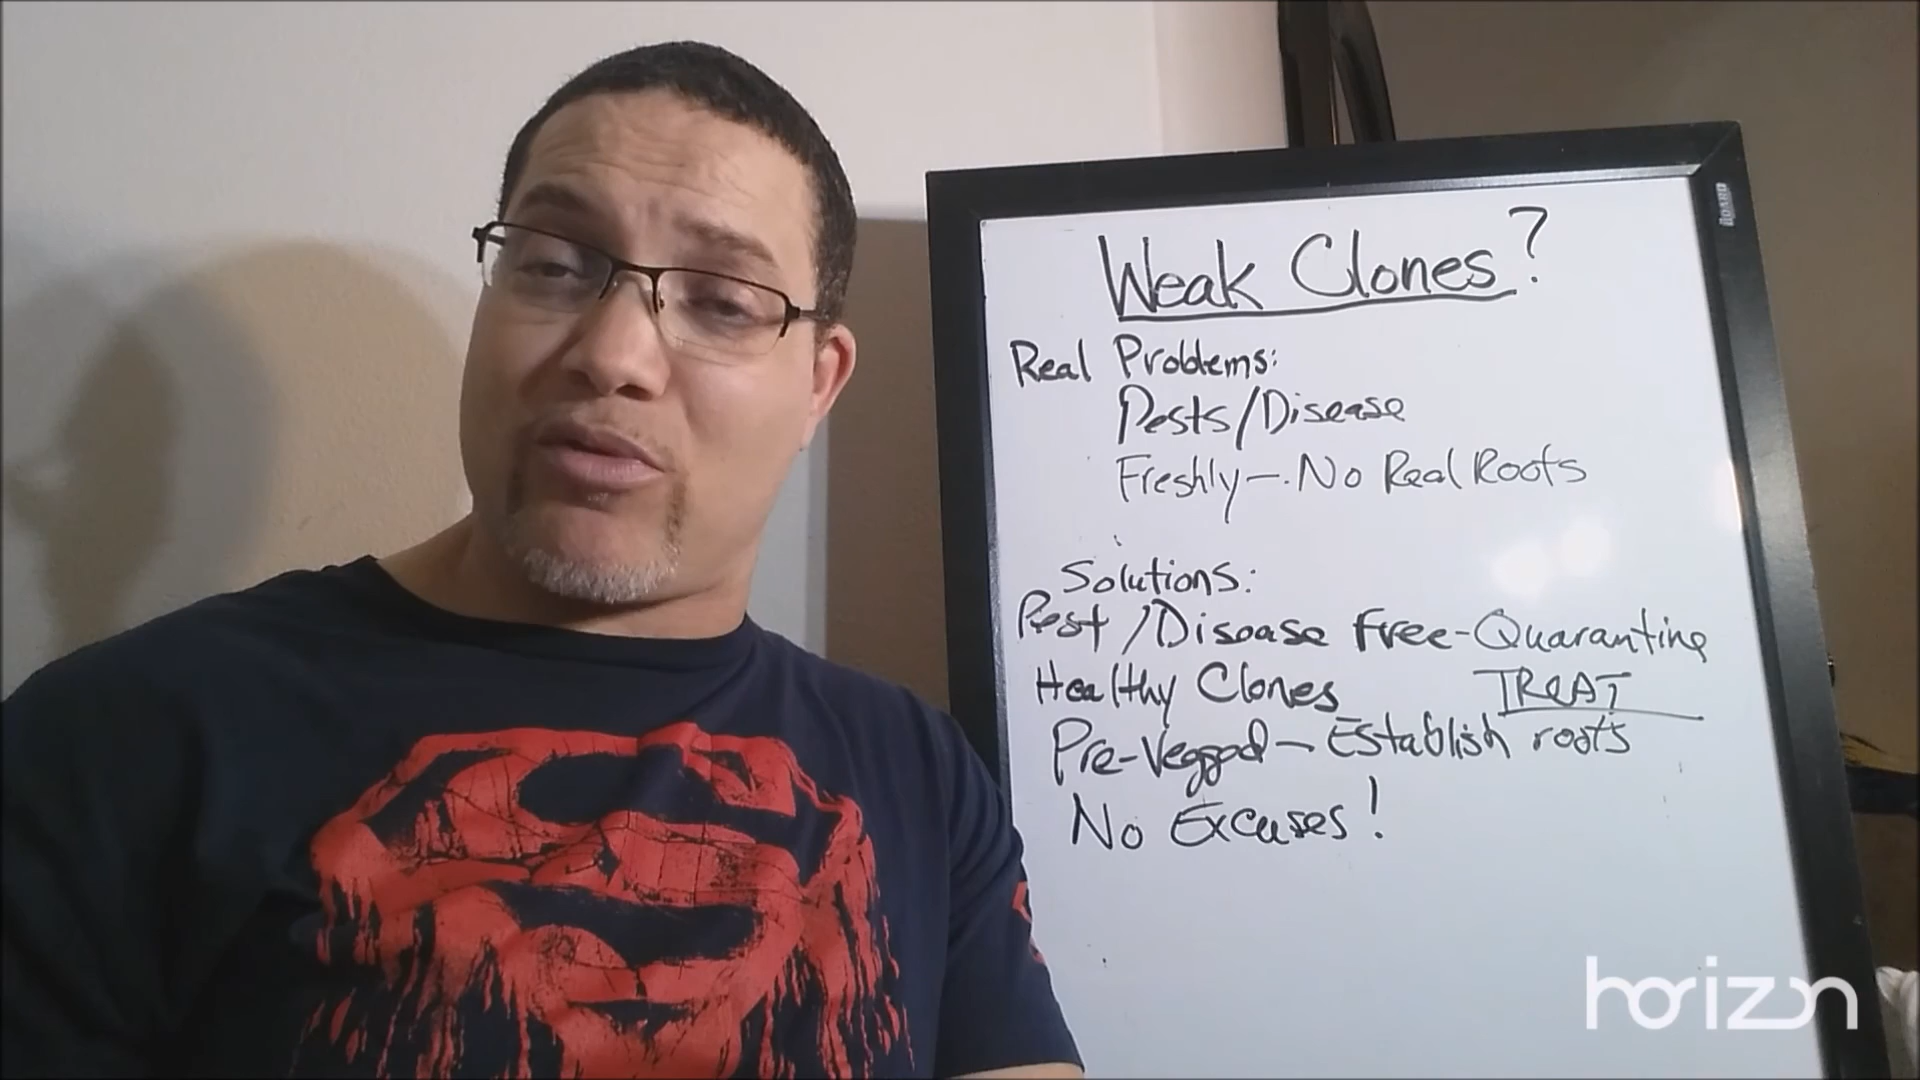 Weak Clones?
Real Problems:
Pests/Disease
Freshly-No Real Roots
Solutions:
Pest/Disease Free-Quarantine
Healthy Clones TReAT
Pre-Vegged-Establish roots
No Excuses!
horizon